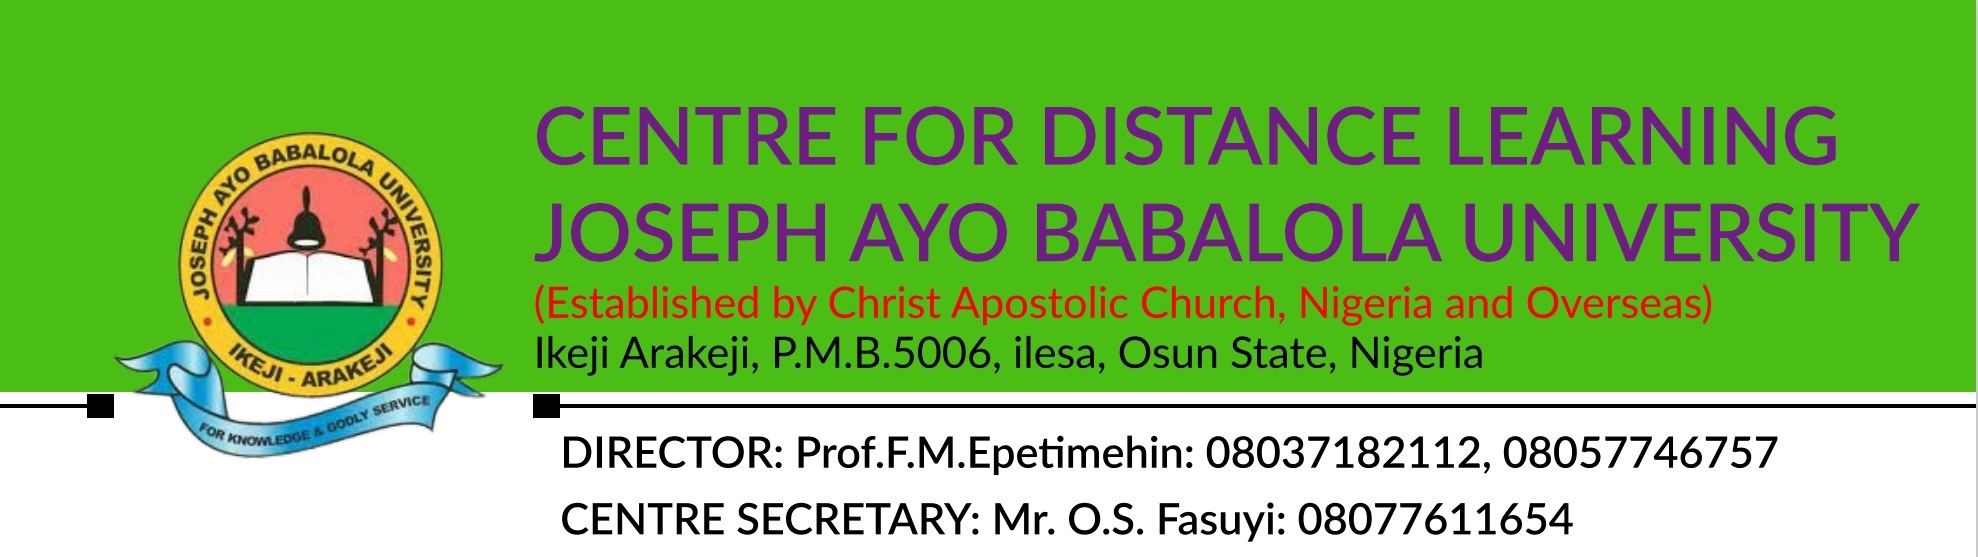 CENTRE FOR DISTANCE LEARNING
JOSEPH AYO BABALOLA UNIVERSITY
(Established by Christ Apostolic Church, Nigeria and Overseas)
Ikeji Arakeji, P.M.B.5006, ilesa, Osun State, Nigeria
JOSEPH AYO BABALOLA UNIVERSITY
IKEJI - ARAKEJI
FOR KNOWLEDGE & GODLY SERVICE
DIRECTOR: Prof.F.M.Epetimehin: 08037182112, 08057746757
CENTRE SECRETARY: Mr. O.S. Fasuyi: 08077611654